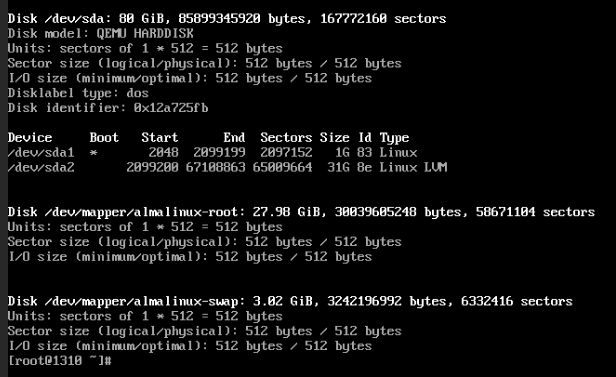 Disk /dev/sda: 80 GiB, 85899345920 bytes, 167772160 sectors
Disk model: QEMU HARDDISK
Units: sectors of 1 * 512 = 512 bytes
Sector size (logical/physical): 512 bytes / 512 bytes
I/O size (minimum/optimal): 512 bytes / 512 bytes
Disklabel type: dos
Disk identifier: 0x12a725fb
Device     Boot   Start      End  Sectors Size Id Type
/dev/sda1  *       2048  2099199  2097152   1G 83 Linux
/dev/sda2       2099200 67108863 65009664  31G 8e Linux LVM
Disk /dev/mapper/almalinux-root: 27.98 GiB, 30039605248 bytes, 58671104 sectors
Units: sectors of 1 * 512 = 512 bytes
Sector size (logical/physical): 512 bytes / 512 bytes
I/O size (minimum/optimal): 512 bytes / 512 bytes
Disk /dev/mapper/almalinux-swap: 3.02 GiB, 3242196992 bytes, 6332416 sectors
Units: sectors of 1 * 512 = 512 bytes
Sector size (logical/physical): 512 bytes / 512 bytes
I/O size (minimum/optimal): 512 bytes / 512 bytes
[root@1310 ~]#